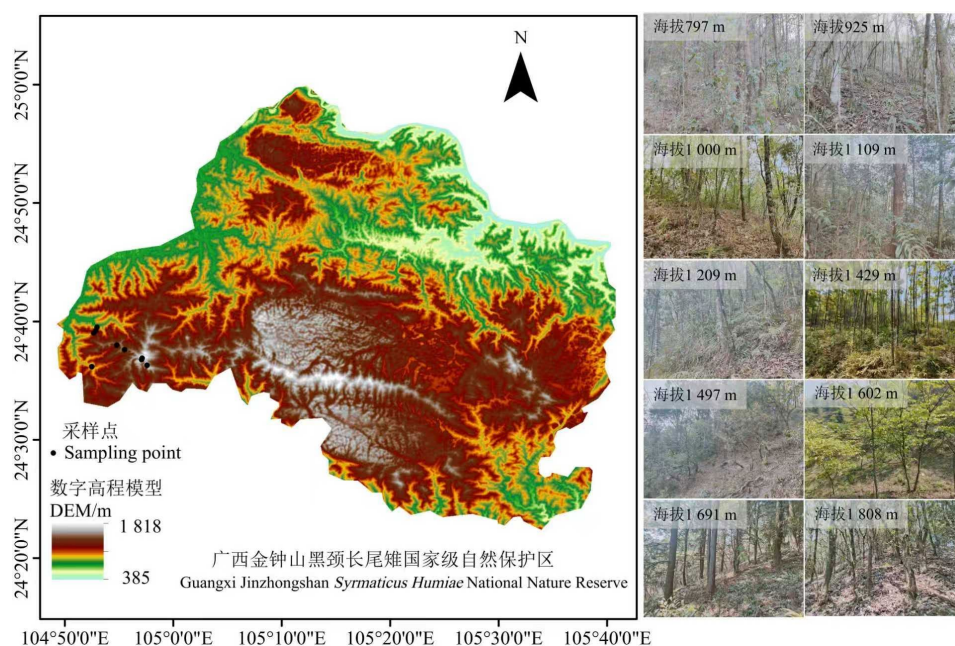 N
25°0'0"N
24°50'0"N
24°40'0"N
24°30'0"N
24°20'0"N
采样点
Sampling point
数字高程模型
DEM/m
1 818
385
广西金钟山黑颈长尾雉国家级自然保护区
Guangxi Jinzhongshan Syrmaticus Humiae National Nature Reserve
104°50'0"E 105°0'0"E 105°10'0"E 105°20'0"E 105°30'0"E 105°40'0"E
海拔797 m
海拔925 m
海拔1 000 m
海拔1 109 m
海拔1 209 m
海拔1 429 m
海拔1 497 m
海拔1 602 m
海拔1 691 m
海拔1 808 m